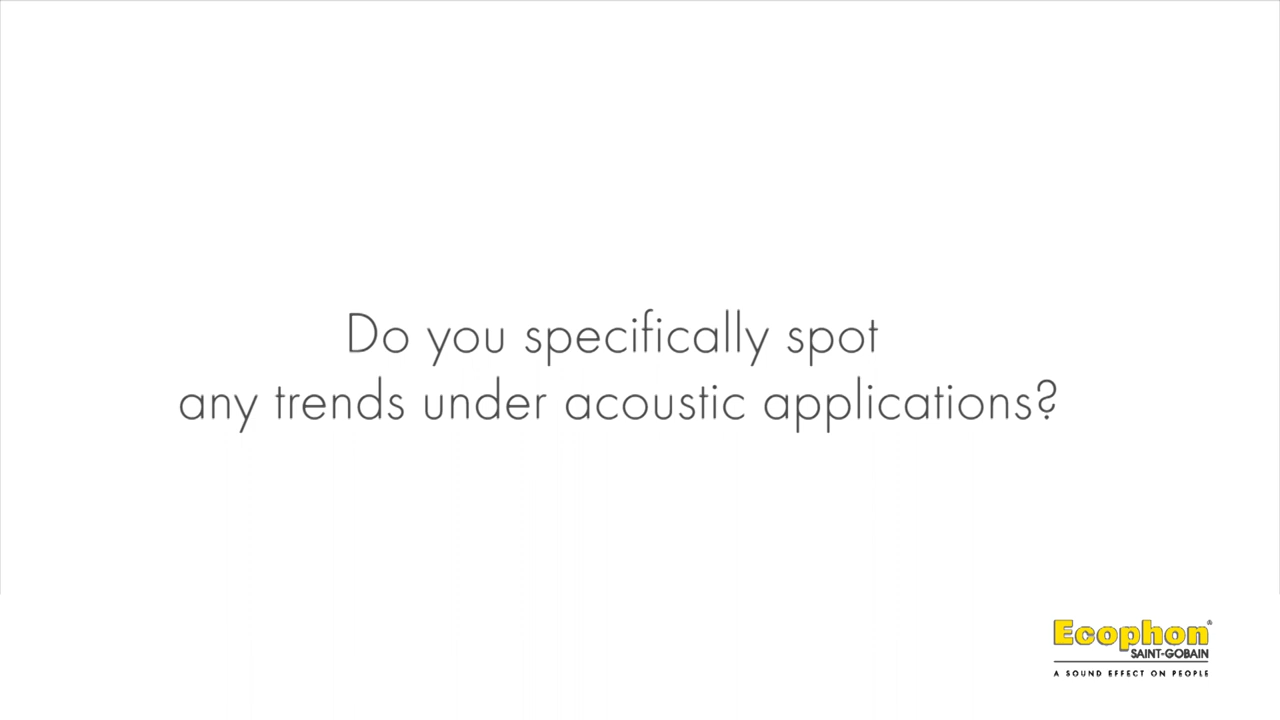 Do you specifically spot
any trends under acoustic applications?
Ecophon®
SAINT-GOBAIN
A SOUND EFFECT ON PEOPLE